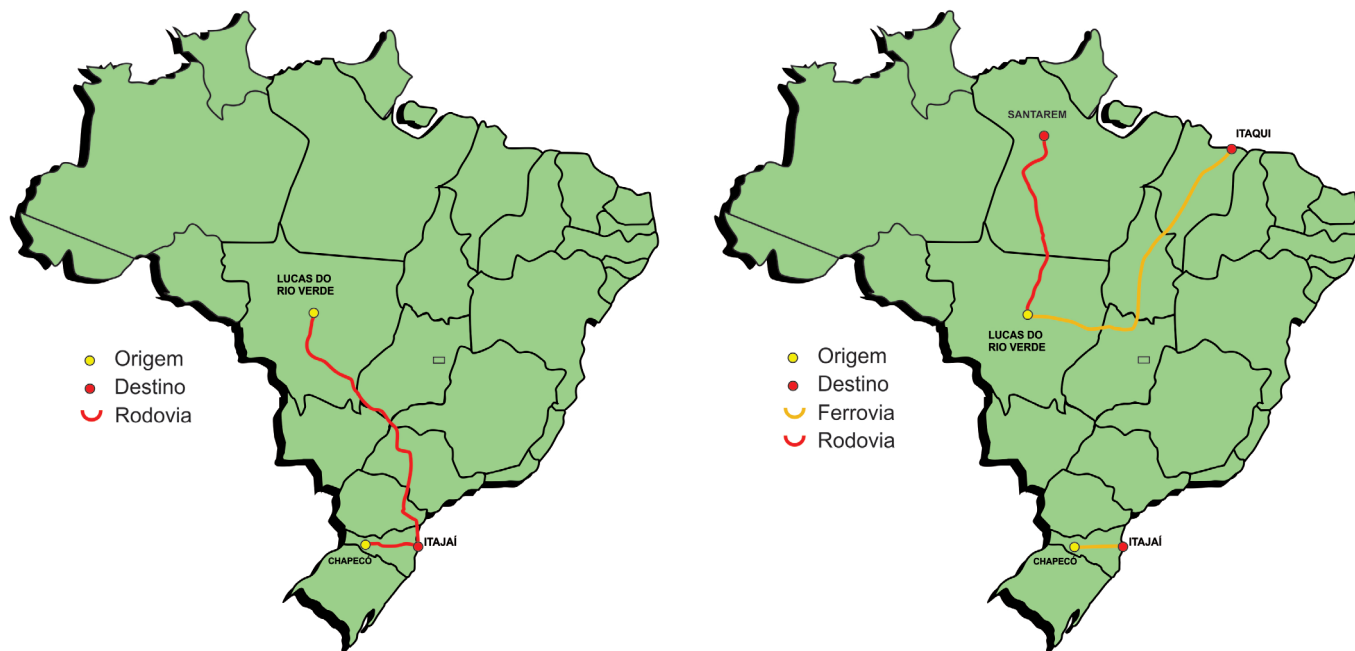 LUCAS DO
RIO VERDE
Origem
Destino
Rodovia
ITAJAÍ
CHAPECÓ
SANTAREM
ITAQUI
LUCAS DO
RIO VERDE
Origem
Destino
Ferrovia
Rodovia
ITAJAÍ
CHAPECÓ